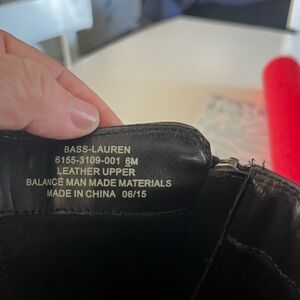 BASS-LAUREN
6155-3109-001 6M
LEATHER UPPER
BALANCE MAN MADE MATERIALS
MADE IN CHINA 06/15